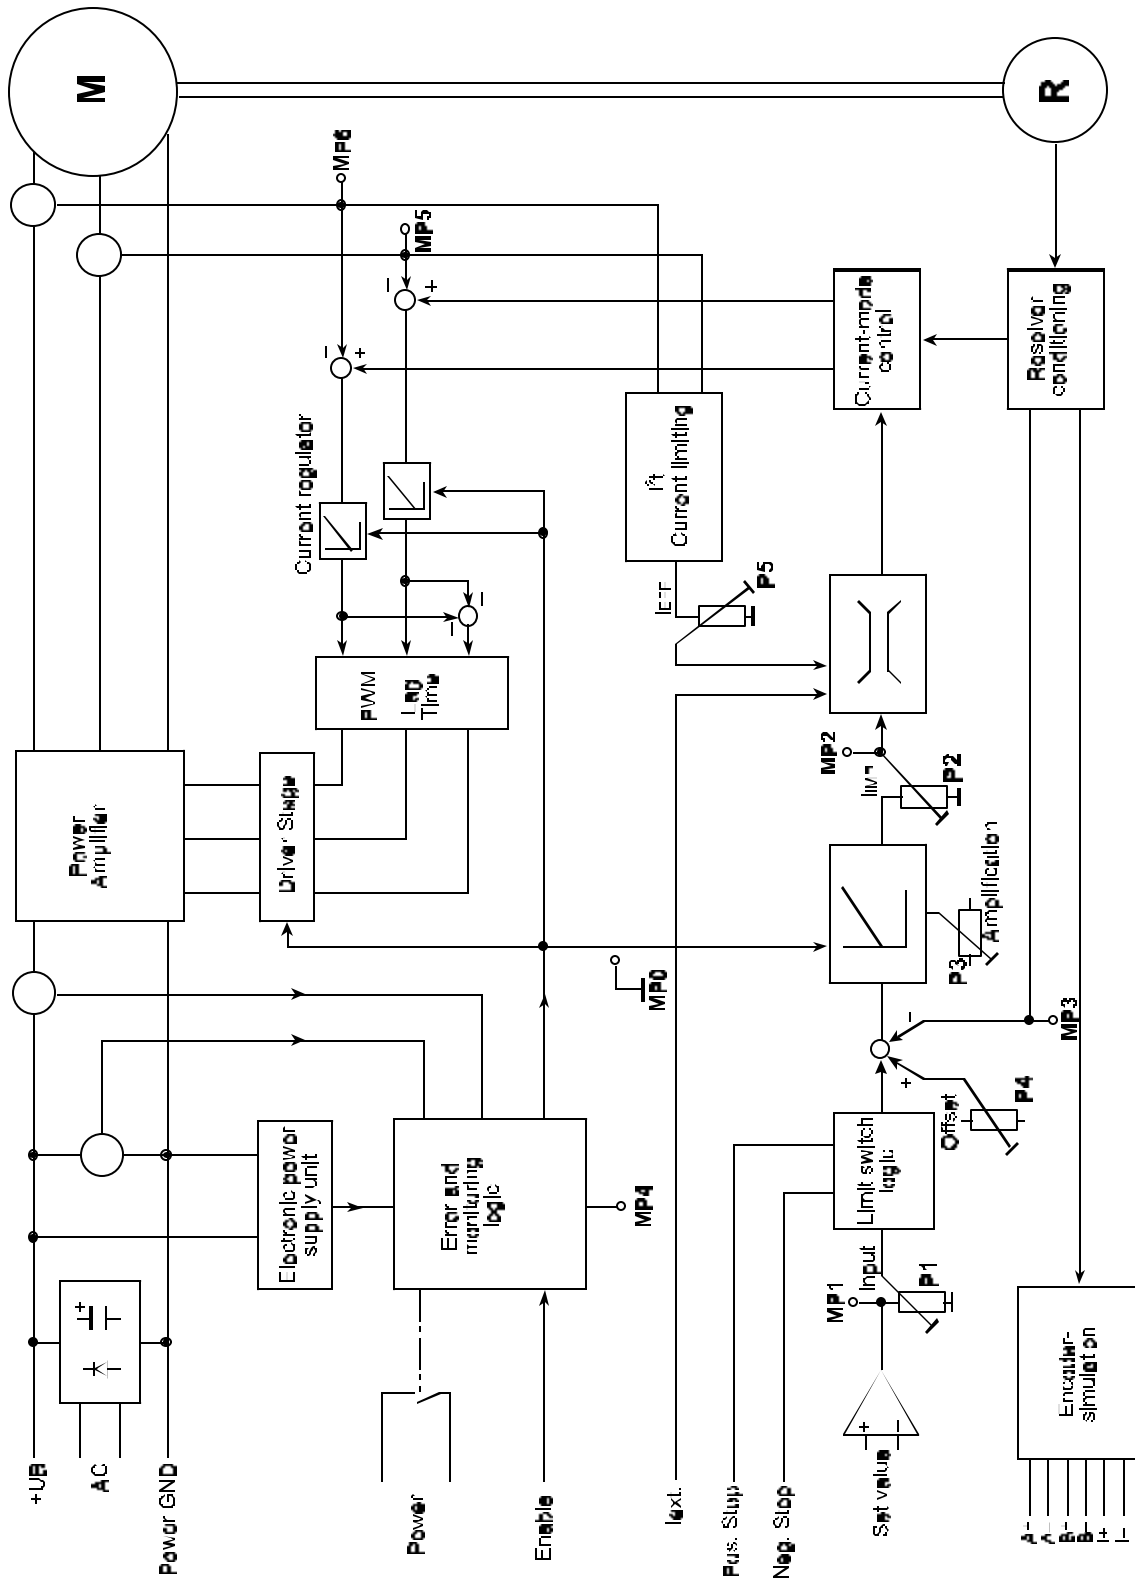 M
R
MP6
MP5
Current-mode
control
Resolver
conditioning
Current regulator
I²t
Current limiting
P5
PWM
Lag
Time
MP2
P2
Power
Amplifier
Driver Stage
Amplification
P3
MP0
MP3
Offset
P4
Electronic power
supply unit
Error and
monitoring
logic
MP4
Limit switch
logic
Input
MP1
P1
Encoder-
simulation
+UB
AC
Power GND
Power
Enable
Iext.
Pos. Stop
Neg. Stop
Set value
+
−
A-
B-
I+
I-